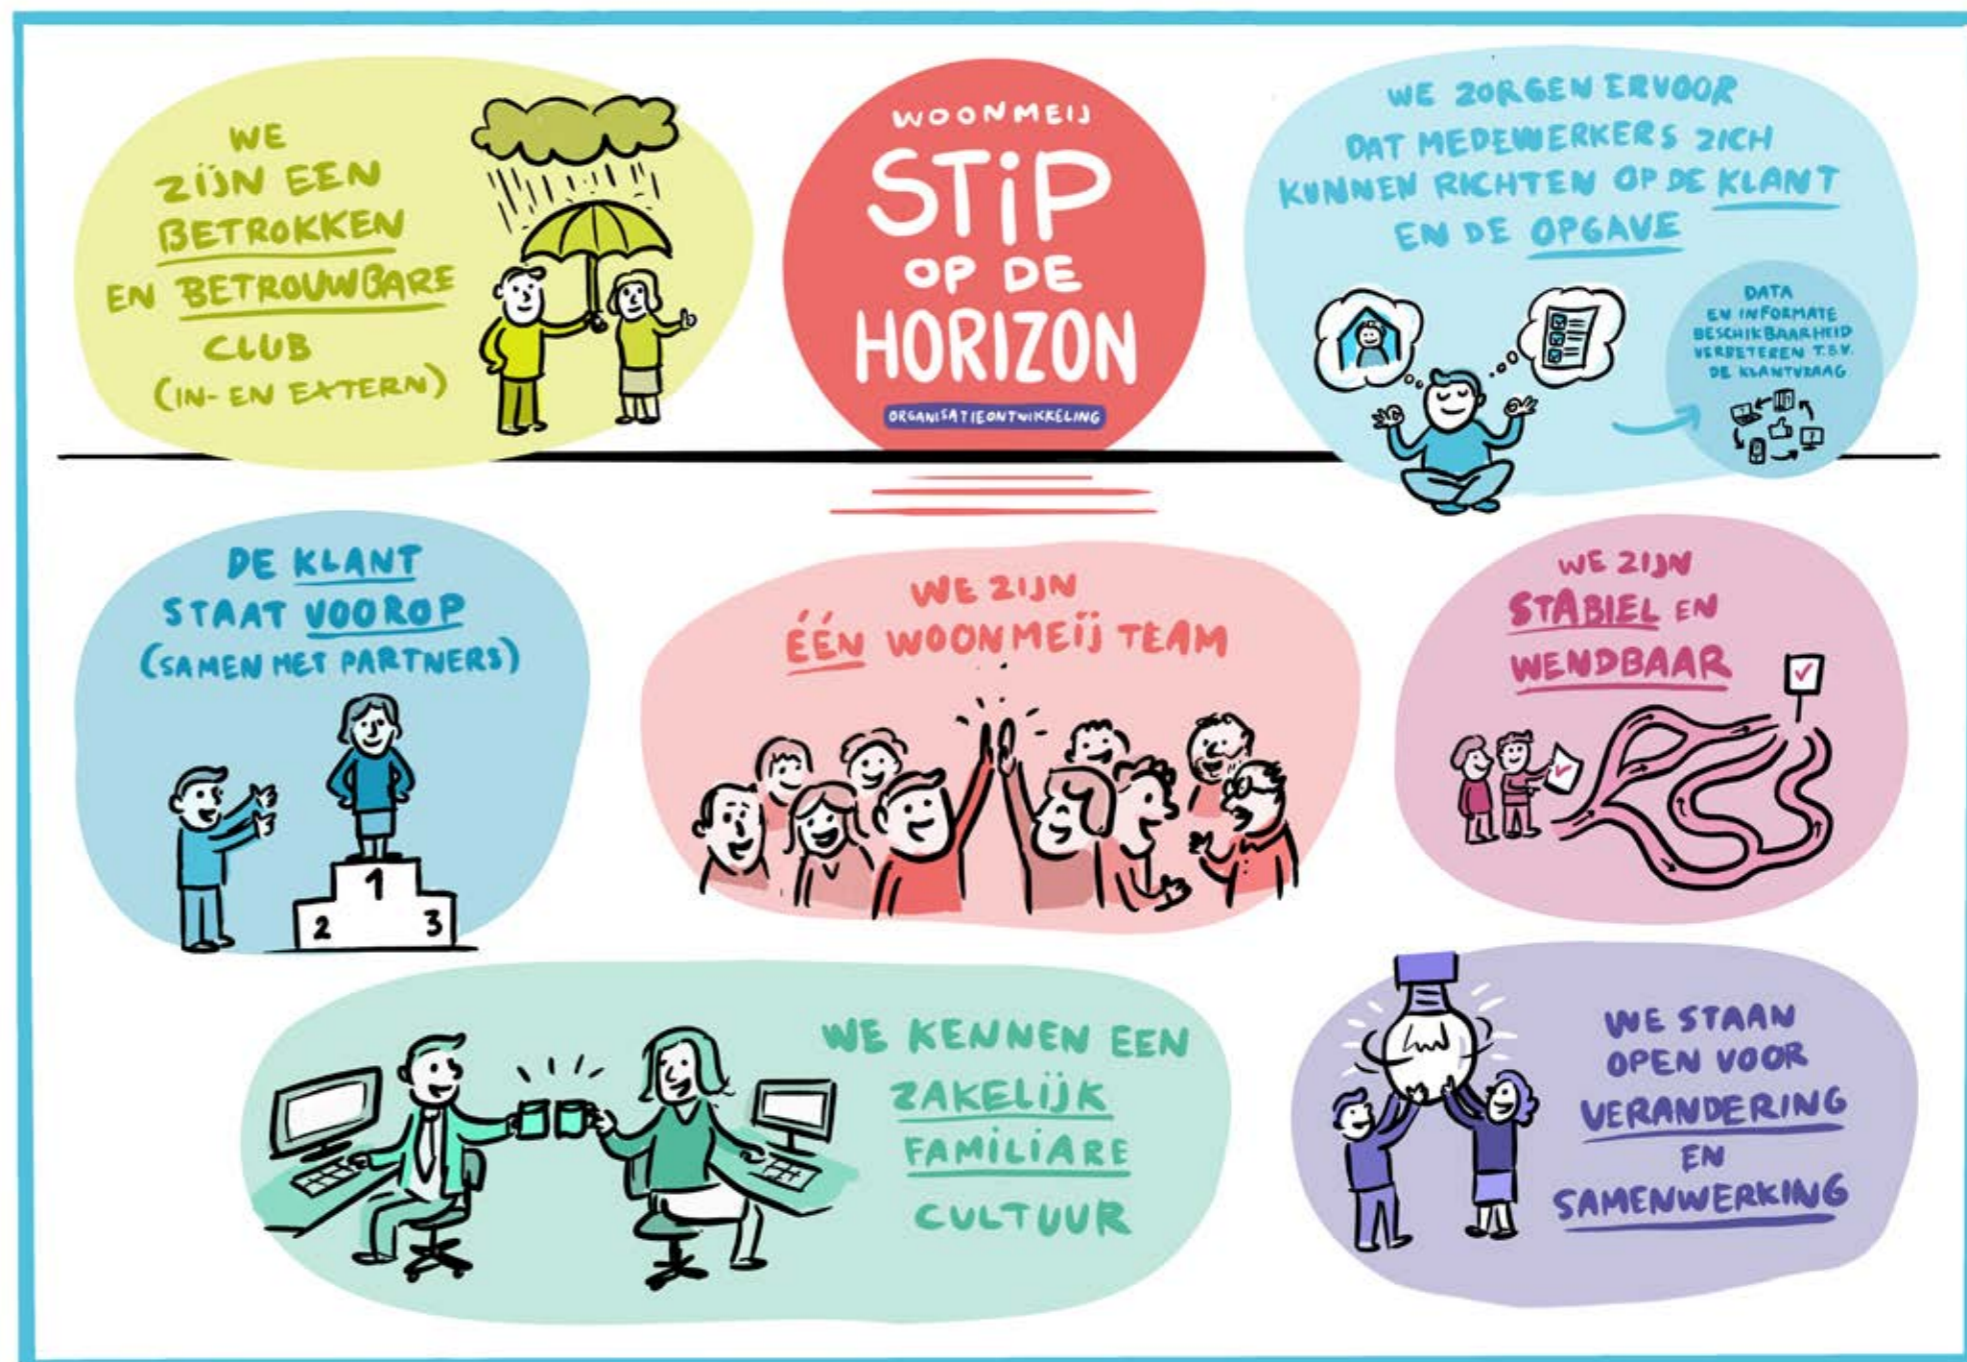 WE
ZIJN EEN
BETROKKEN
EN BETROUWBARE
CLUB
(IN- EN EXTERN)
WOONMEIJ
STIP
OP DE
HORIZON
ORGANISATIEONTWIKKELING
WE ZORGEN ERVOOR
DAT MEDEWERKERS ZICH
KUNNEN RICHTEN OP DE KLANT
EN DE OPGAVE
DATA
EN INFORMATE
BESCHIKBAARHEID
VERBETEREN T.B.V.
DE KLANTVRAAG
DE KLANT
STAAT VOOROP
(SAMEN MET PARTNERS)
1
2 3
WE ZIJN
ÉÉN WOONMEIJ TEAM
WE ZIJN
STABIEL EN
WENDBAAR
WE KENNEN EEN
ZAKELIJK
FAMILIARE
CULTUUR
WE STAAN
OPEN VOOR
VERANDERING
EN
SAMENWERKING